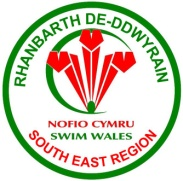 RHANBARTH DE-DDWYRAIN
NOFIO CYMRU
SWIM WALES
SOUTH EAST REGION